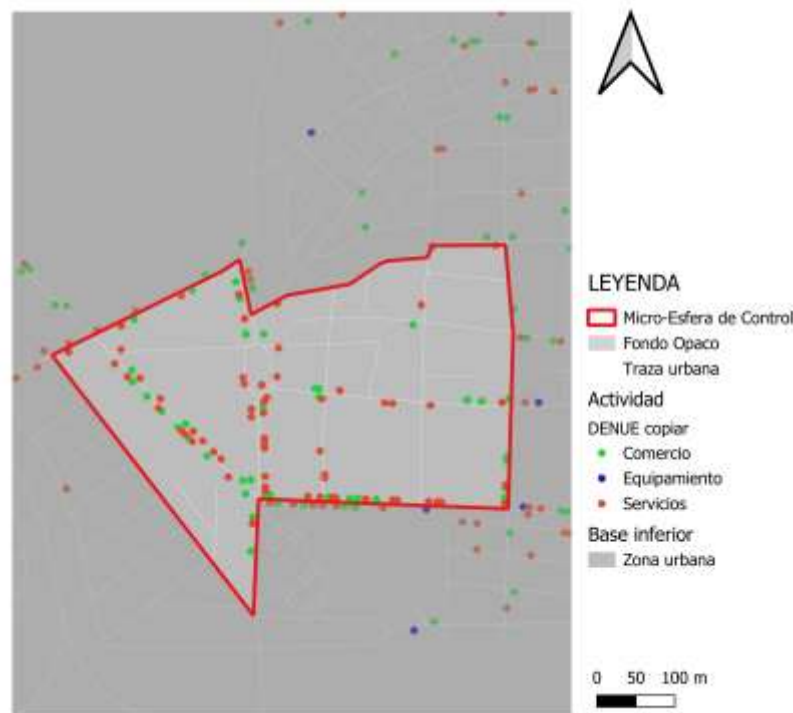 LEYENDA
Micro-Esfera de Control
Fondo Opaco
Traza urbana
Actividad
DENUE copiar
Comercio
Equipamiento
Servicios
Base inferior
Zona urbana
0 50 100 m